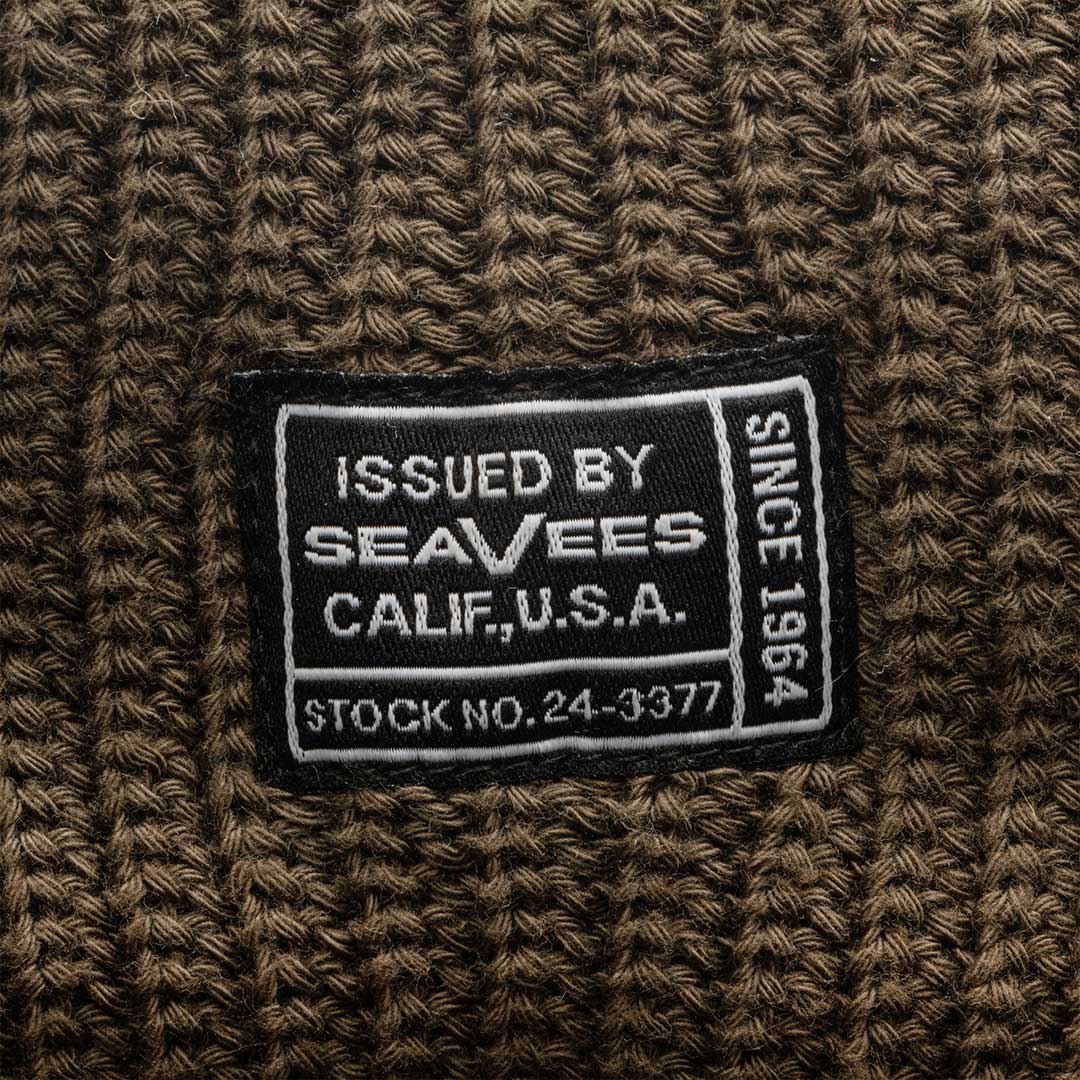 ISSUED BY
SEAVEES
CALIF., U.S.A.
STOCK NO. 24-3377
SINCE 1964